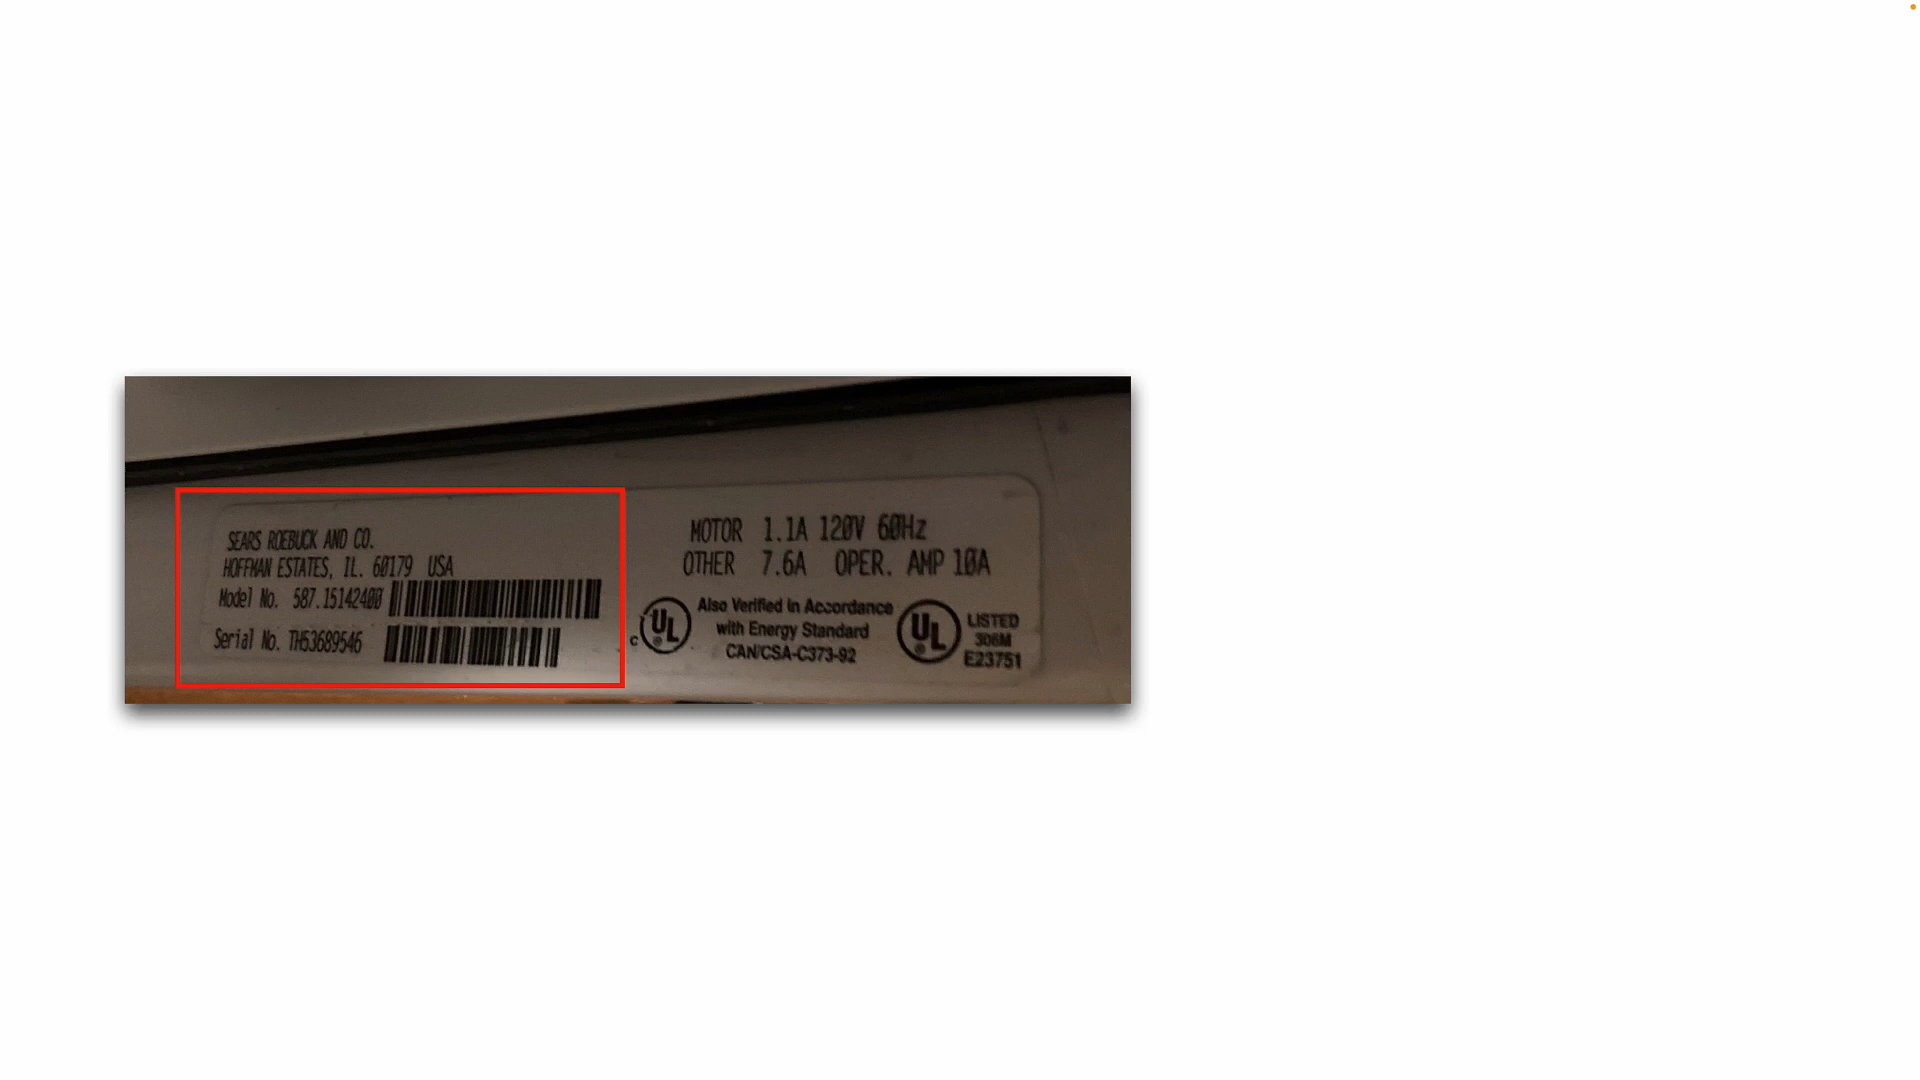 SEARS ROEBUCK AND CO.
HOFFMAN ESTATES, IL. 60179 USA
Model No. 587.15142400
Serial No. TH53689546
MOTOR 1.1A 120V 60Hz
OTHER 7.6A OPER. AMP 10A
C UL ®
Also Verified in Accordance
with Energy Standard
CAN/CSA-C373-92
UL ®
LISTED
306M
E23751